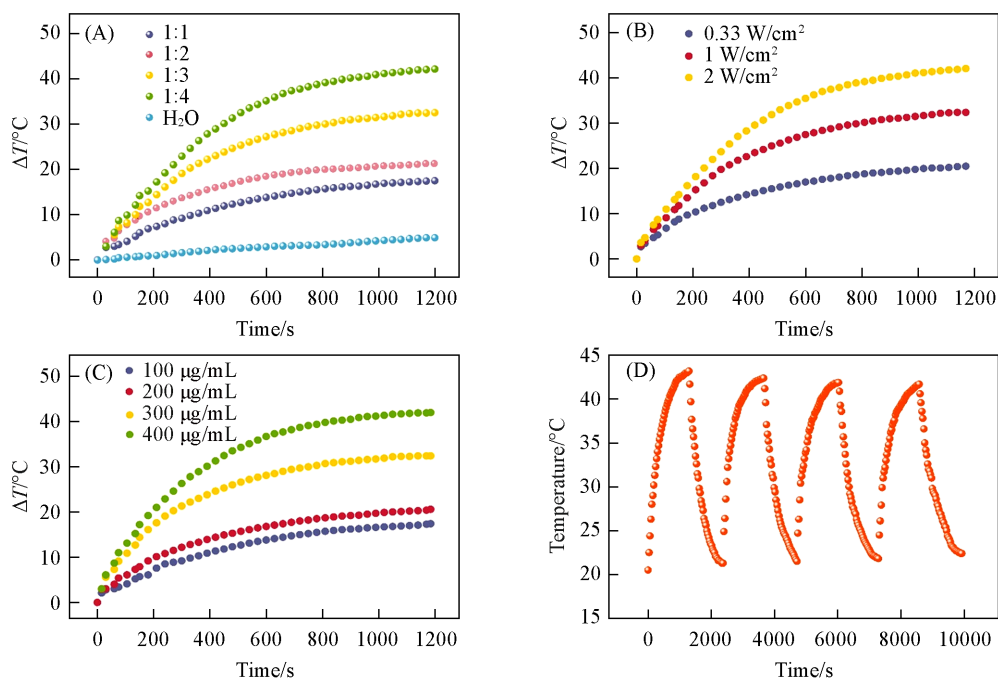 (A)
1:1
1:2
1:3
1:4
H₂O
ΔT/°C
50
40
30
20
10
0
0 200 400 600 800 1000 1200
Time/s
(B)
0.33 W/cm²
1 W/cm²
2 W/cm²
ΔT/°C
50
40
30
20
10
0
0 200 400 600 800 1000 1200
Time/s
(C)
100 μg/mL
200 μg/mL
300 μg/mL
400 μg/mL
ΔT/°C
50
40
30
20
10
0
0 200 400 600 800 1000 1200
Time/s
(D)
Temperature/°C
45
40
35
30
25
20
15
0 2000 4000 6000 8000 10000
Time/s